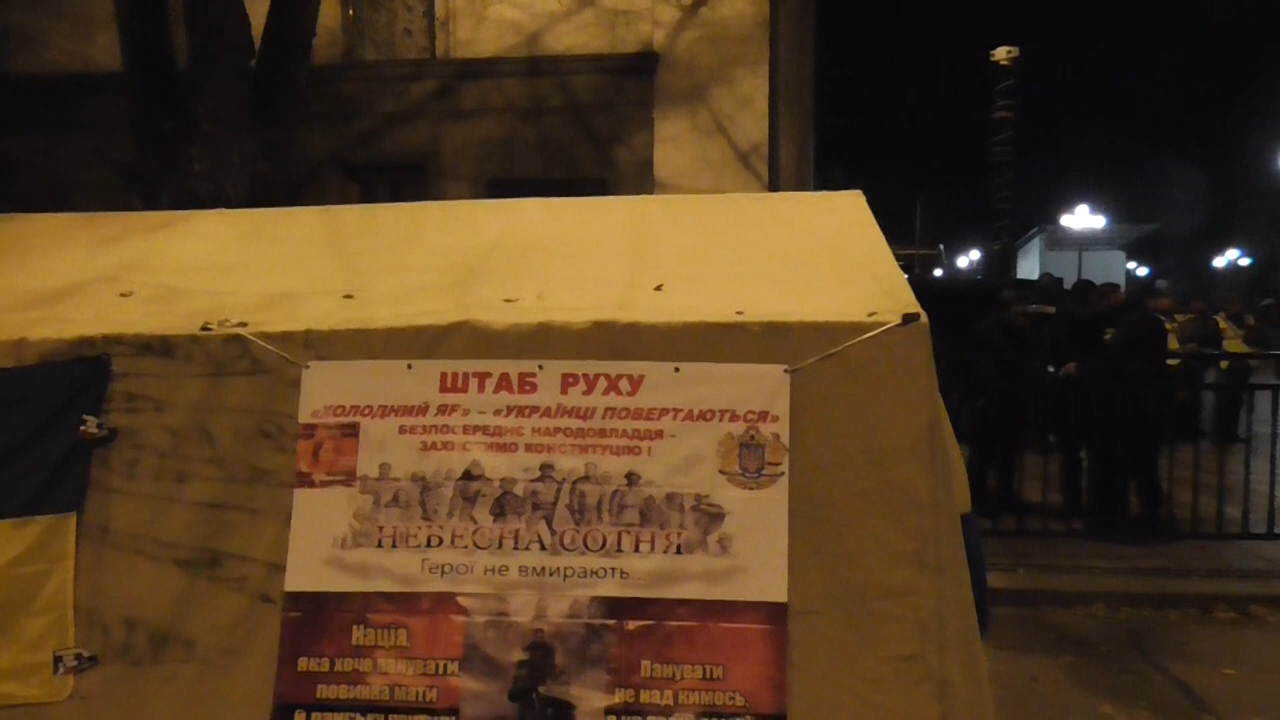 ШТАБ РУХУ
«ХОЛОДНИЙ ЯР» – «УКРАЇНЦІ ПОВЕРТАЮТЬСЯ»
БЕЗПОСЕРЕДНЄ НАРОДОВЛАДДЯ –
ЗАХИСТИМО КОНСТИТУЦІЮ !
НЕБЕСНА СОТНЯ
Герої не вмирають...
Нація,
яка хоче панувати,
повинна мати
Панувати
не над кимось,